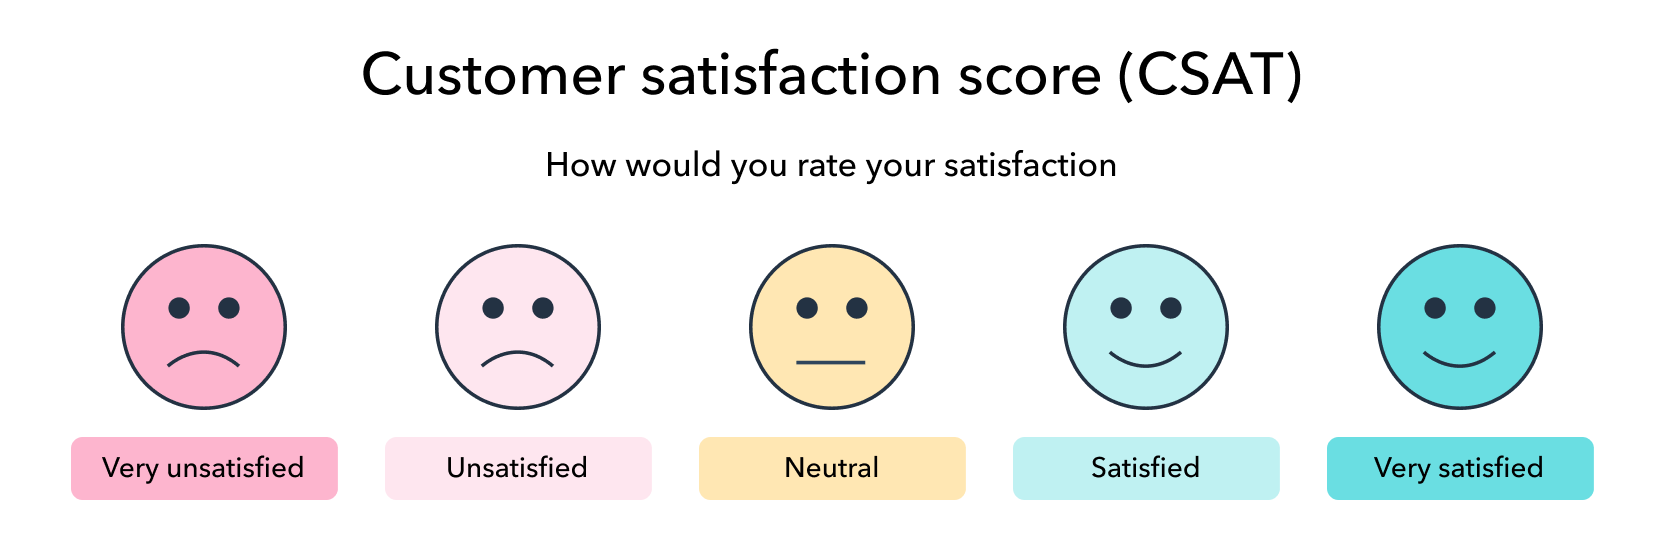 Customer satisfaction score (CSAT)
How would you rate your satisfaction
Very unsatisfied
Unsatisfied
Neutral
Satisfied
Very satisfied